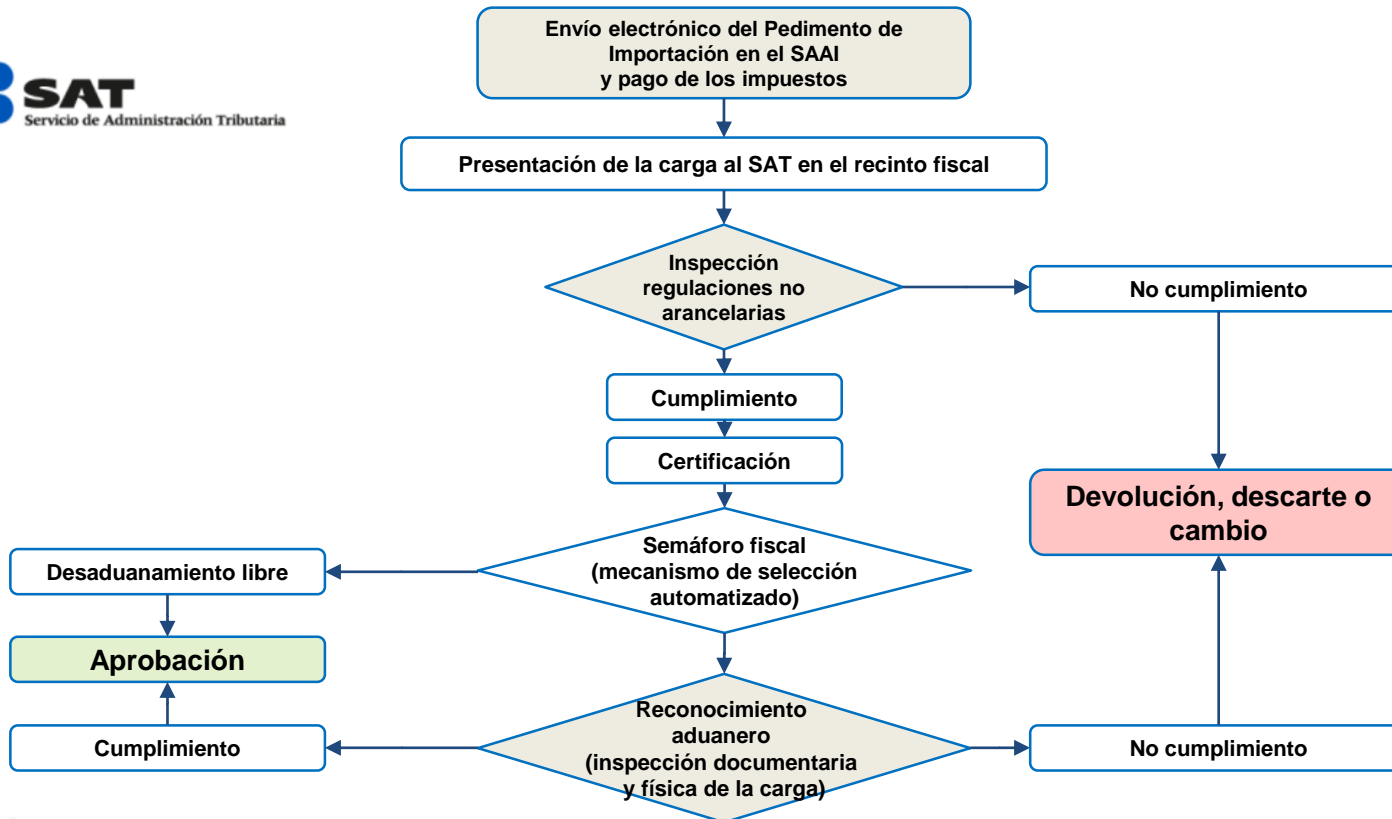 Envío electrónico del Pedimento de
Importación en el SAAI
y pago de los impuestos
SAT
Servicio de Administración Tributaria
Presentación de la carga al SAT en el recinto fiscal
Inspección
regulaciones no
arancelarias
No cumplimiento
Cumplimiento
Certificación
Devolución, descarte o
cambio
Semáforo fiscal
(mecanismo de selección
automatizado)
Desaduanamiento libre
Aprobación
Reconocimiento
aduanero
(inspección documentaria
y física de la carga)
Cumplimiento
No cumplimiento